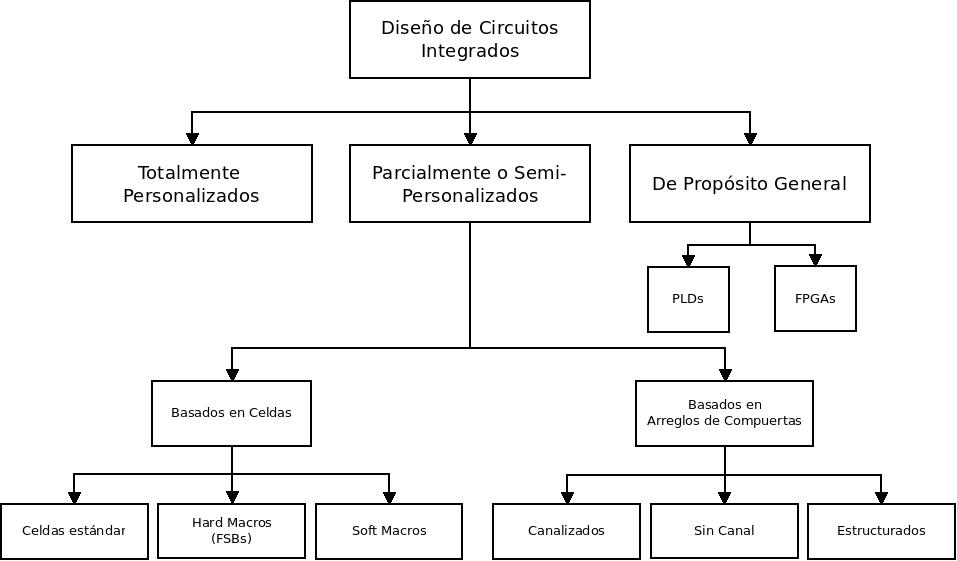 Diseño de Circuitos
Integrados
Totalmente
Personalizados
Parcialmente o Semi-
Personalizados
De Propósito General
PLDs
FPGAs
Basados en Celdas
Basados en
Arreglos de Compuertas
Celdas estándar
Hard Macros
(FSBs)
Soft Macros
Canalizados
Sin Canal
Estructurados